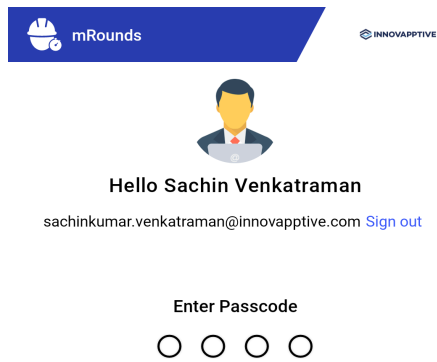 mRounds
INNOVAPPTIVE
@
Hello Sachin Venkatraman
sachinkumar.venkatraman@innovapptive.com Sign out
Enter Passcode